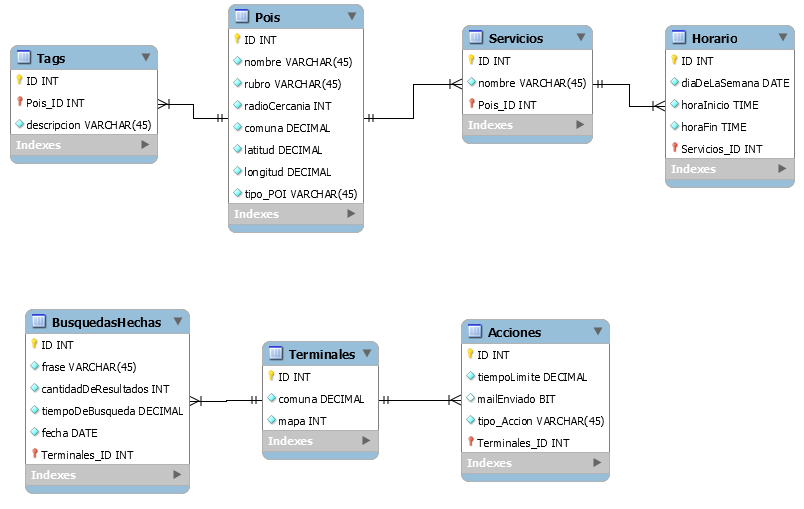 Tags
ID INT
Pois_ID INT
descripcion VARCHAR(45)
Indexes
Pois
ID INT
nombre VARCHAR(45)
rubro VARCHAR(45)
radioCercania INT
comuna DECIMAL
latitud DECIMAL
longitud DECIMAL
tipo_POI VARCHAR(45)
Indexes
Servicios
ID INT
nombre VARCHAR(45)
Pois_ID INT
Indexes
Horario
ID INT
diaDeLaSemana DATE
horaInicio TIME
horaFin TIME
Servicios_ID INT
Indexes
BusquedasHechas
ID INT
frase VARCHAR(45)
cantidadDeResultados INT
tiempoDeBusqueda DECIMAL
fecha DATE
Terminales_ID INT
Indexes
Terminales
ID INT
comuna DECIMAL
mapa INT
Indexes
Acciones
ID INT
tiempoLimite DECIMAL
mailEnviado BIT
tipo_Accion VARCHAR(45)
Terminales_ID INT
Indexes